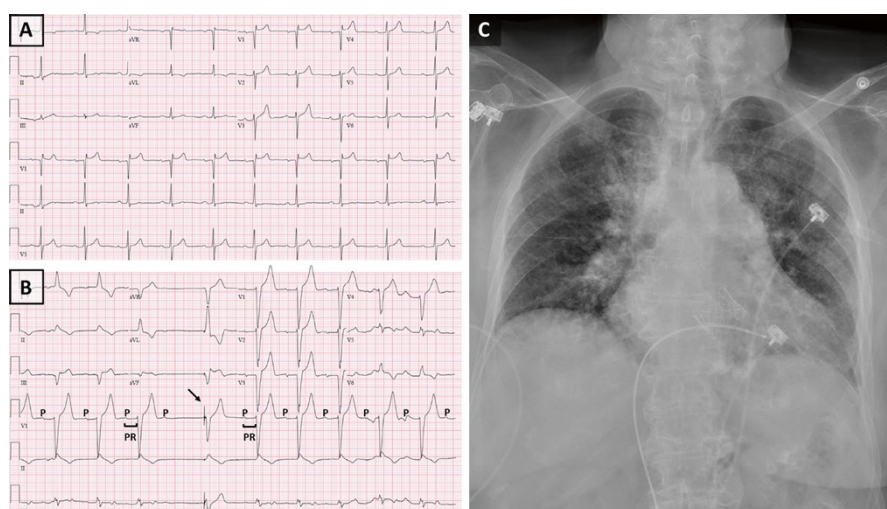 A
aVR V1 V4
II aVL V2 V5
III aVF V3 V6
V1
II
V5
B
aVR V1 V4
II aVL V2 V5
III aVF V3 V6
P P P P P P P P P P
V1 PR PR
II
C